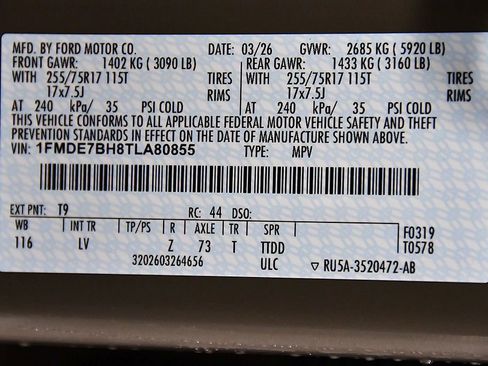 MFD. BY FORD MOTOR CO. DATE: 03/26 GVWR: 2685 KG ( 5920 LB)
FRONT GAWR: 1402 KG ( 3090 LB) REAR GAWR: 1433 KG ( 3160 LB)
WITH 255/75R17 115T TIRES WITH 255/75R17 115T TIRES
17x7.5J RIMS 17x7.5J RIMS
AT 240 kPa/ 35 PSI COLD AT 240 kPa/ 35 PSI COLD
THIS VEHICLE CONFORMS TO ALL APPLICABLE FEDERAL MOTOR VEHICLE SAFETY AND THEFT
PREVENTION STANDARDS IN EFFECT ON THE DATE OF MANUFACTURE SHOWN ABOVE.
VIN: 1FMDE7BH8TLA80855 TYPE: MPV
EXT PNT: T9 RC: 44 DSO:
WB INT TR TP/PS R AXLE TR SPR F0319
116 LV Z 73 T TTDD T0578
3202603264656 ULC ▽ RU5A-3520472-AB